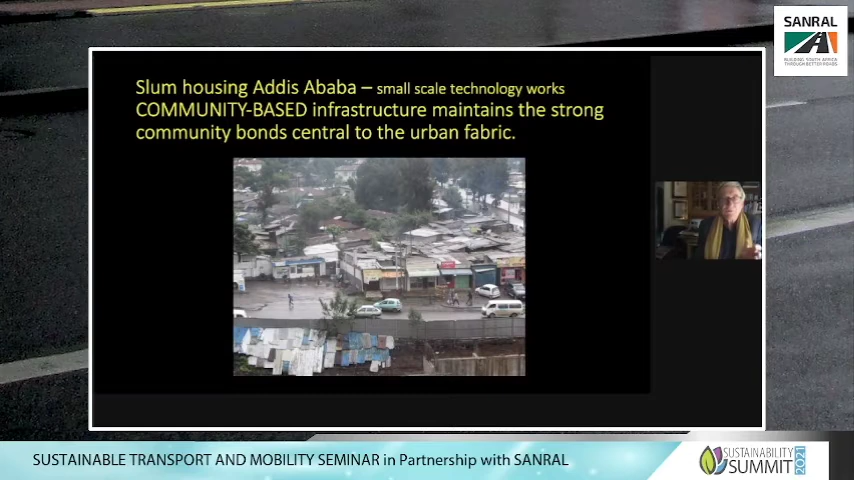 SANRAL
BUILDING SOUTH AFRICA
THROUGH BETTER ROADS
Slum housing Addis Ababa – small scale technology works
COMMUNITY-BASED infrastructure maintains the strong
community bonds central to the urban fabric.
SUSTAINABLE TRANSPORT AND MOBILITY SEMINAR in Partnership with SANRAL
SUSTAINABILITY
SUMMIT 2021